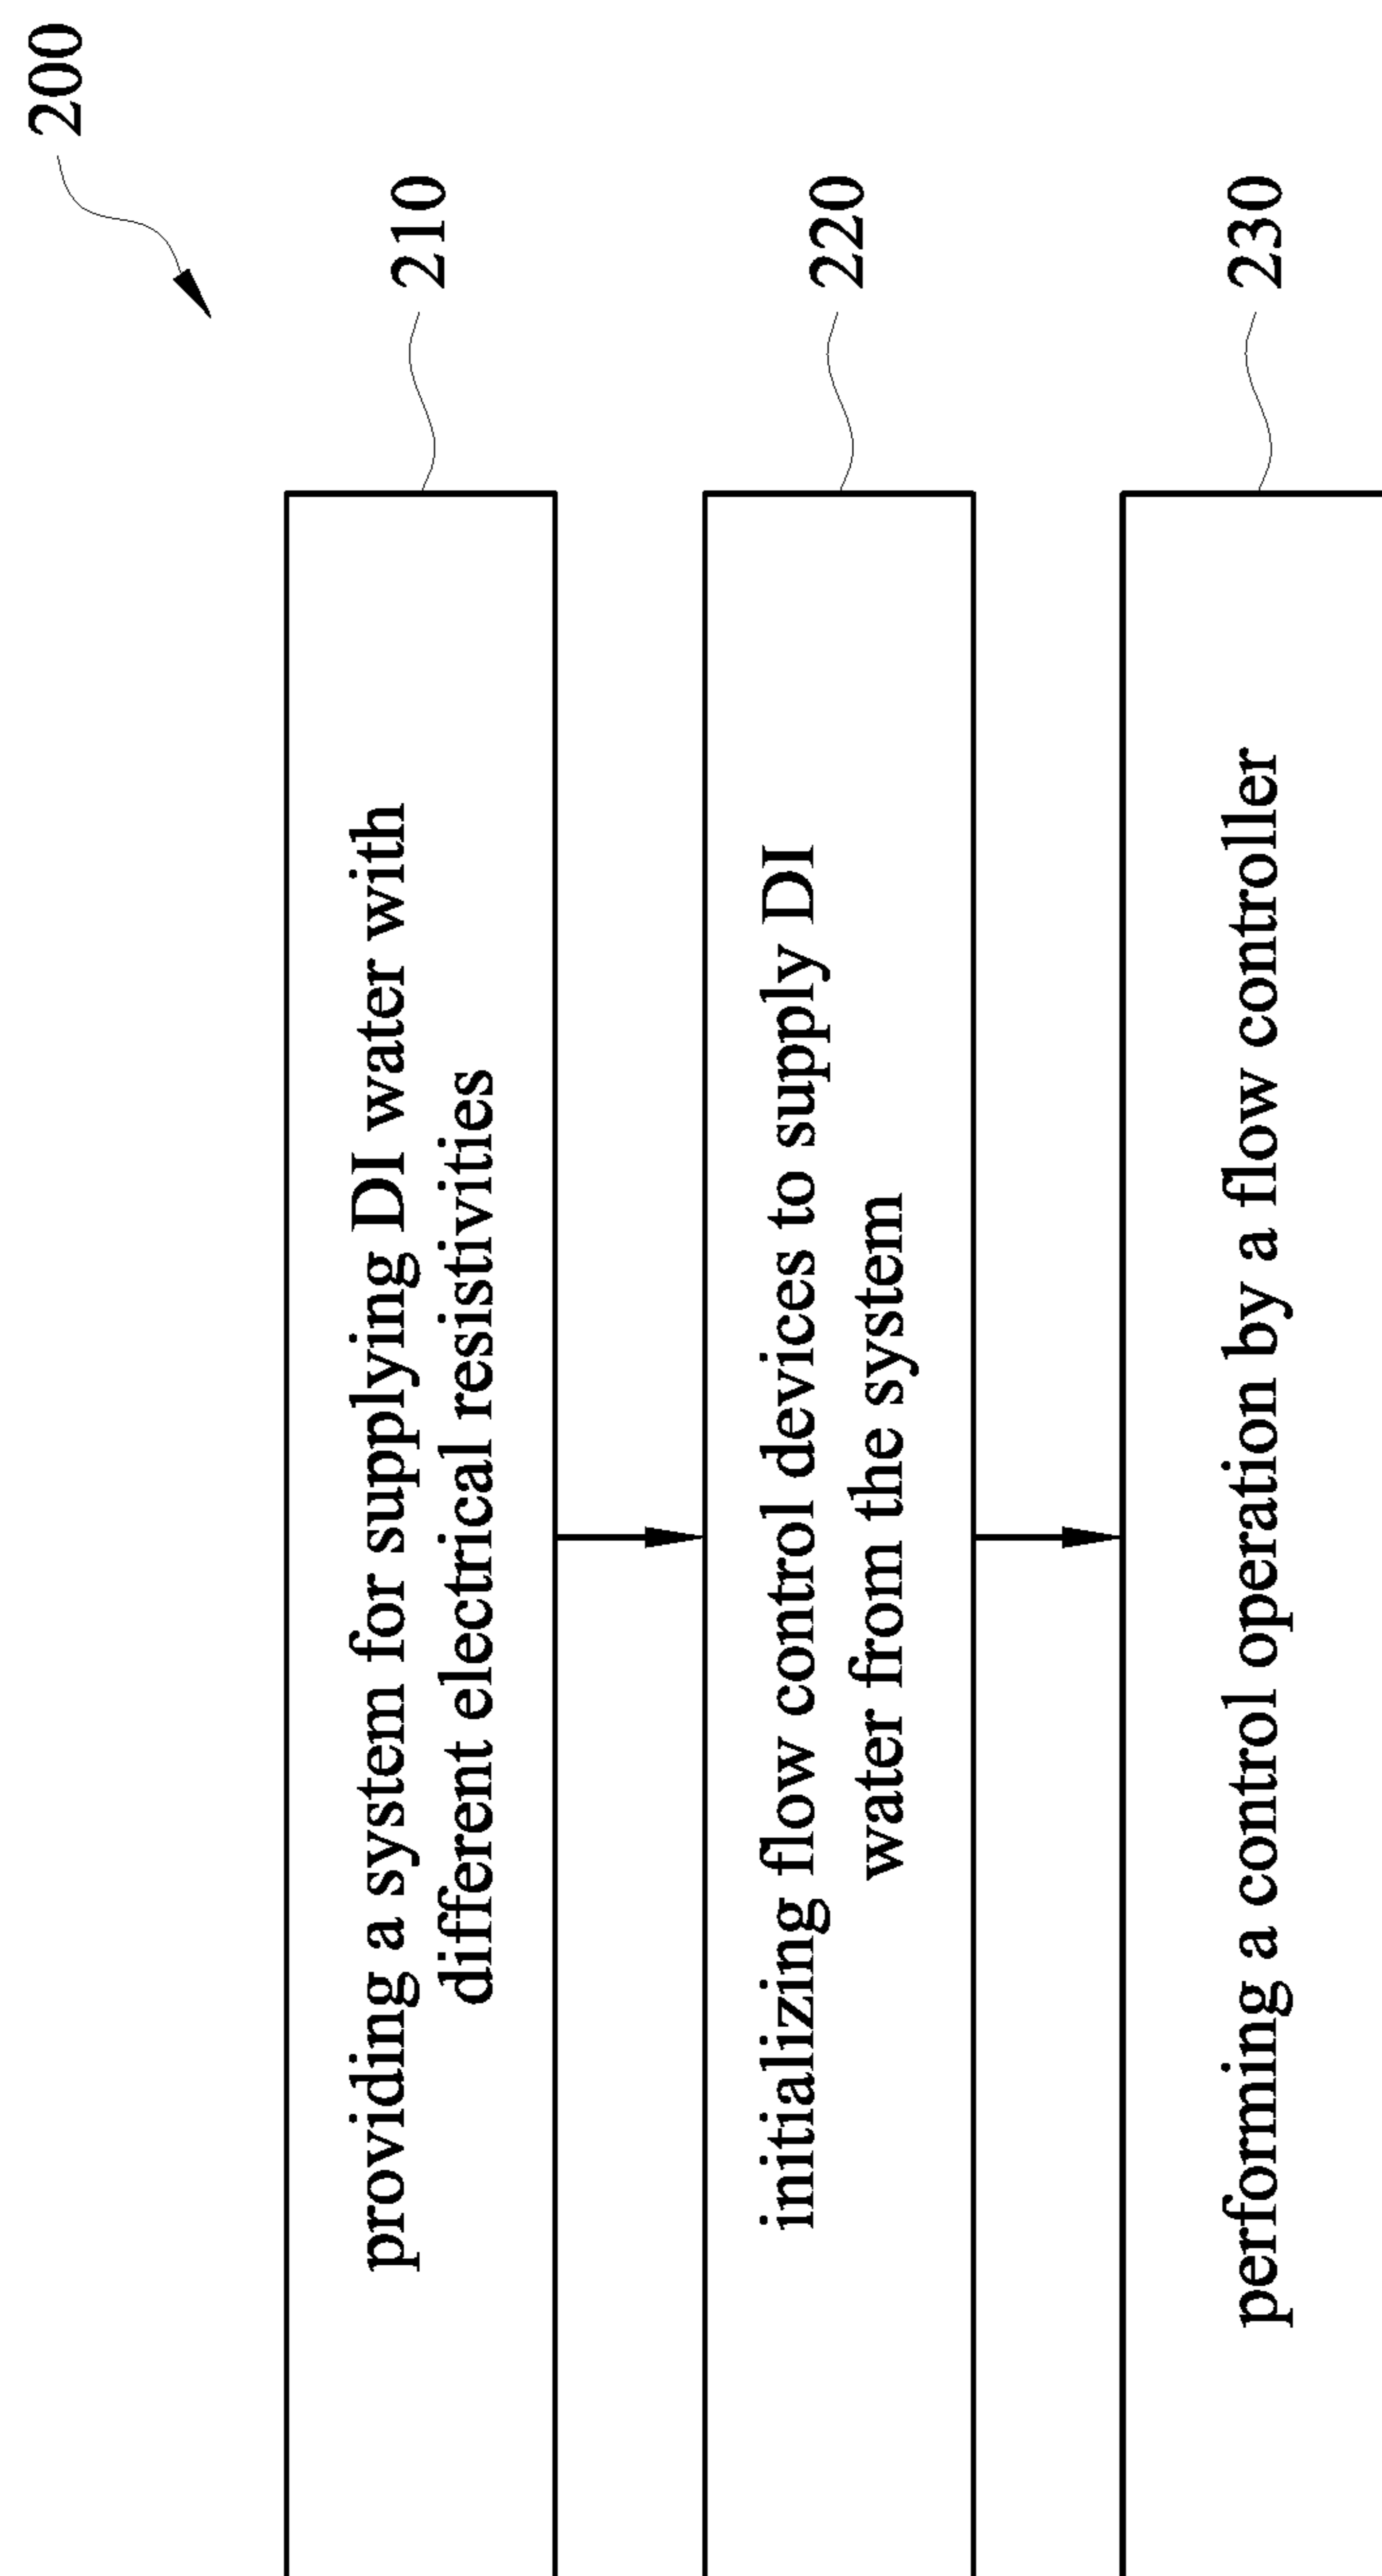 200
210
providing a system for supplying DI water with
different electrical resistivities
220
initializing flow control devices to supply DI
water from the system
230
performing a control operation by a flow controller